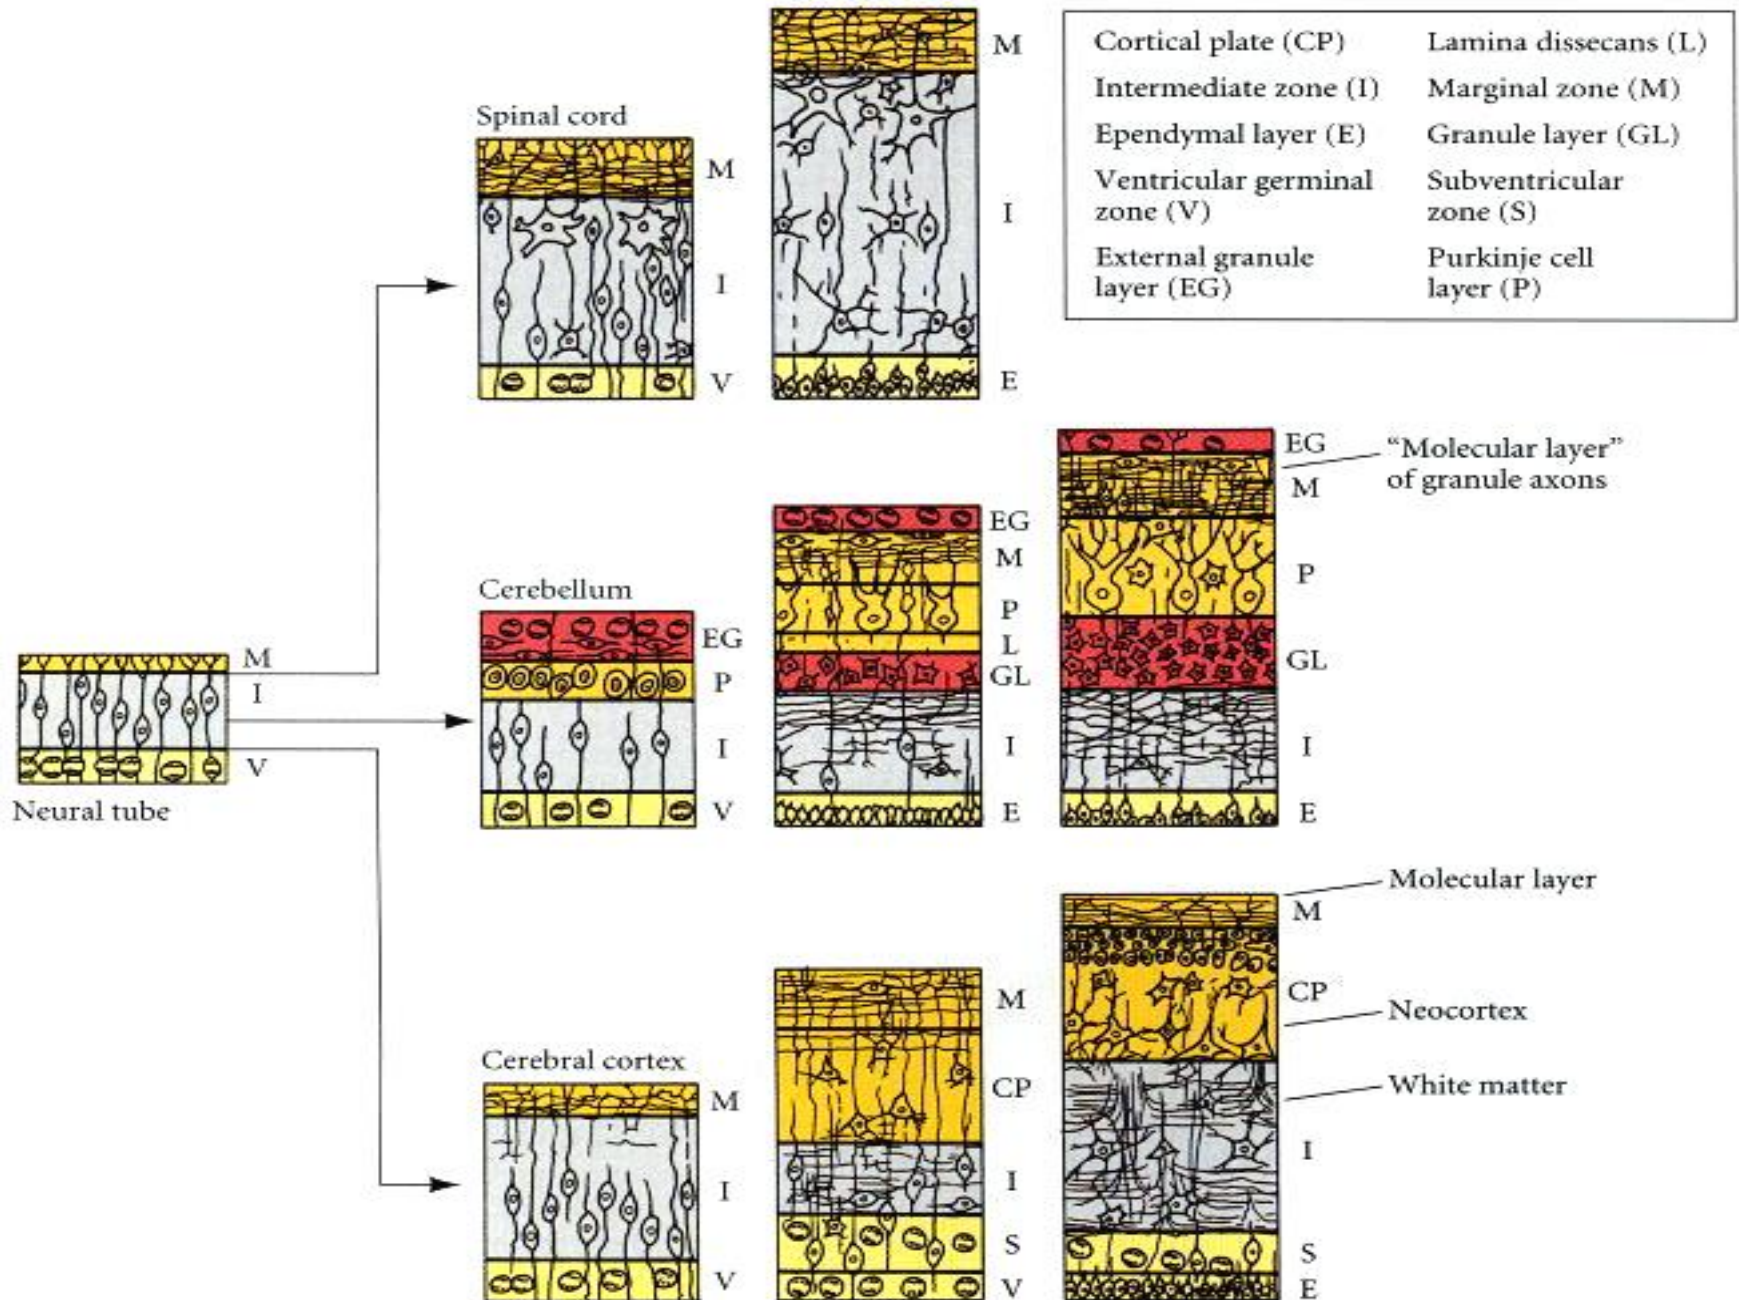 Cortical plate (CP)
Intermediate zone (I)
Ependymal layer (E)
Ventricular germinal
zone (V)
External granule
layer (EG)
Lamina dissecans (L)
Marginal zone (M)
Granule layer (GL)
Subventricular
zone (S)
Purkinje cell
layer (P)
Neural tube
M
I
V
Spinal cord
M
I
V
M
I
E
Cerebellum
EG
P
I
V
EG
M
P
L
GL
I
E
EG
M
P
GL
I
E
“Molecular layer”
of granule axons
Cerebral cortex
M
I
V
M
CP
I
S
V
M
CP
I
S
E
Molecular layer
Neocortex
White matter